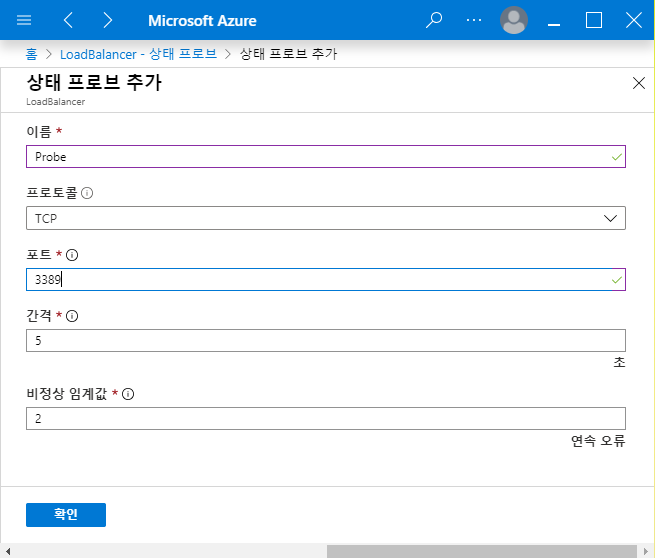 Microsoft Azure
홈 > LoadBalancer - 상태 프로브 > 상태 프로브 추가
상태 프로브 추가
LoadBalancer
이름 *
Probe
프로토콜
TCP
포트 *
3389
간격 *
5
초
비정상 임계값 *
2
연속 오류
확인